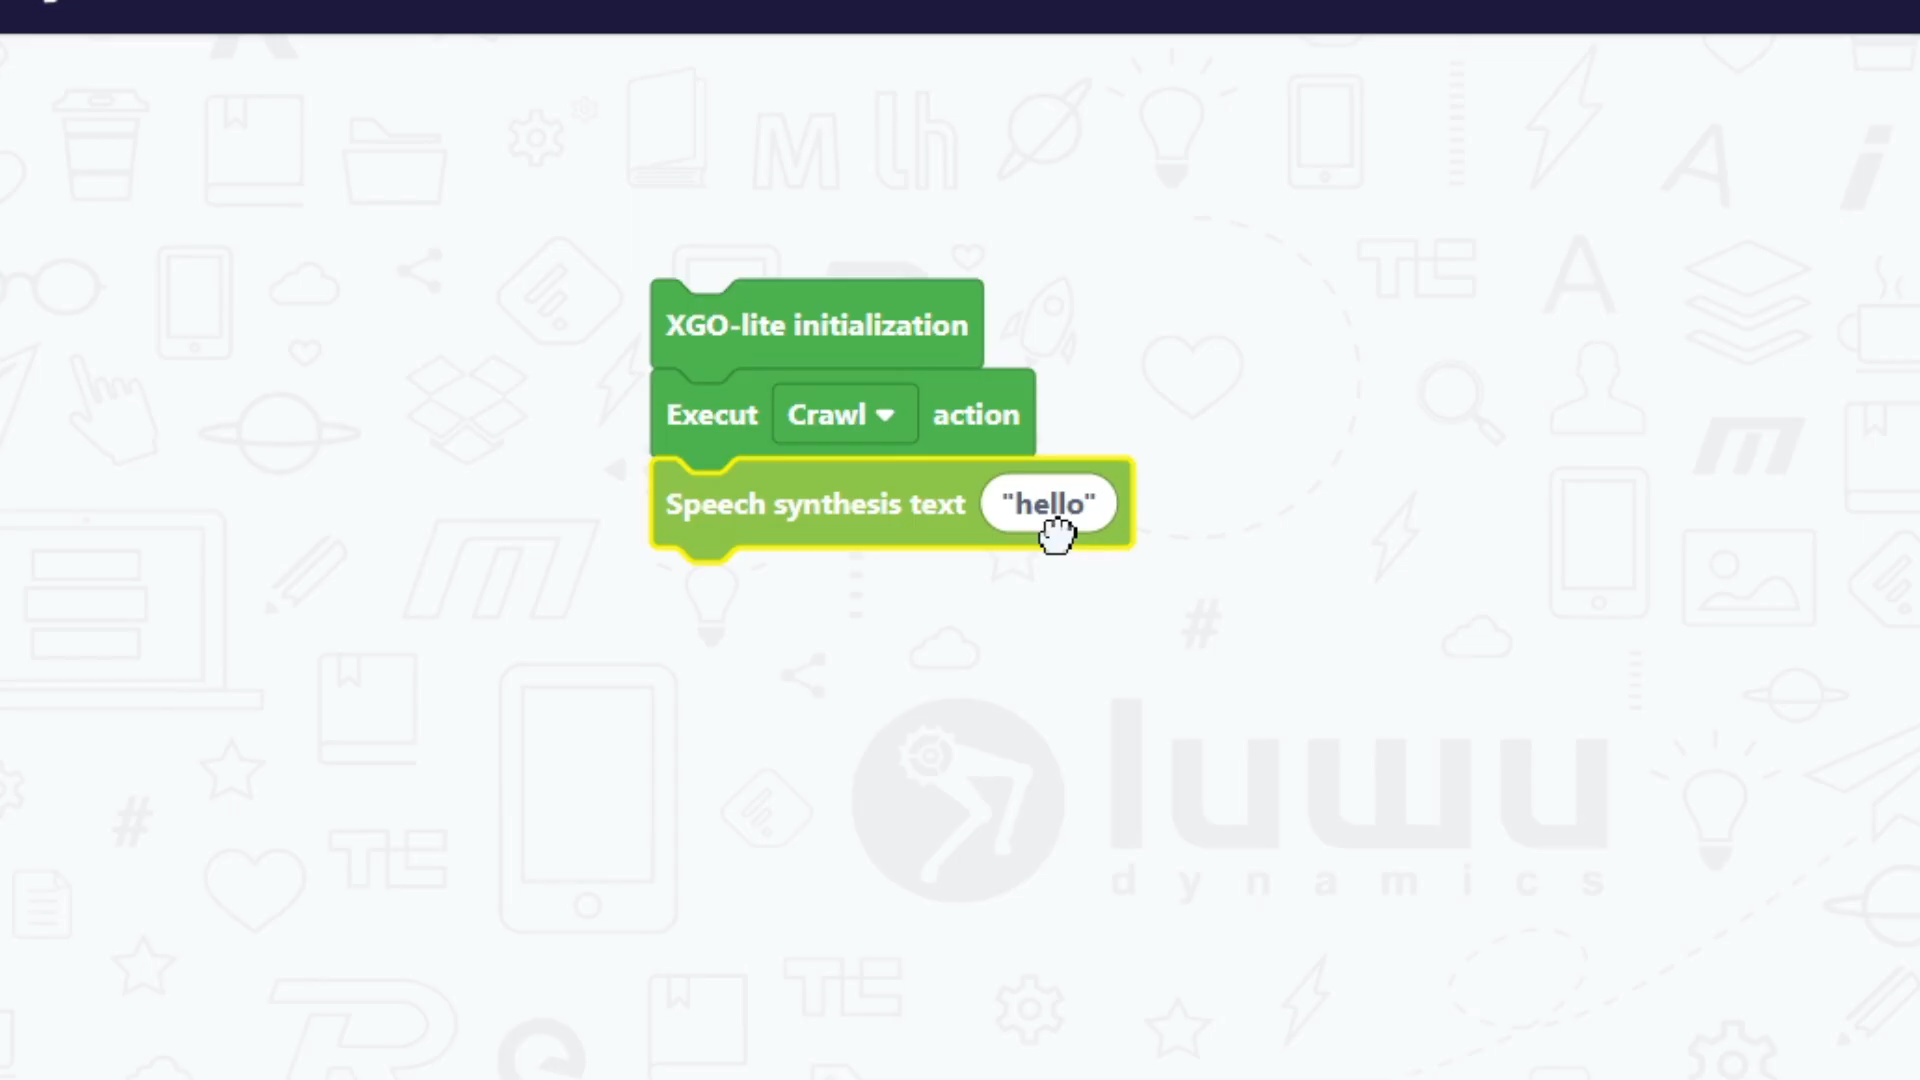 XGO-lite initialization
Execut Crawl action
Speech synthesis text "hello"
luwu
dynamics